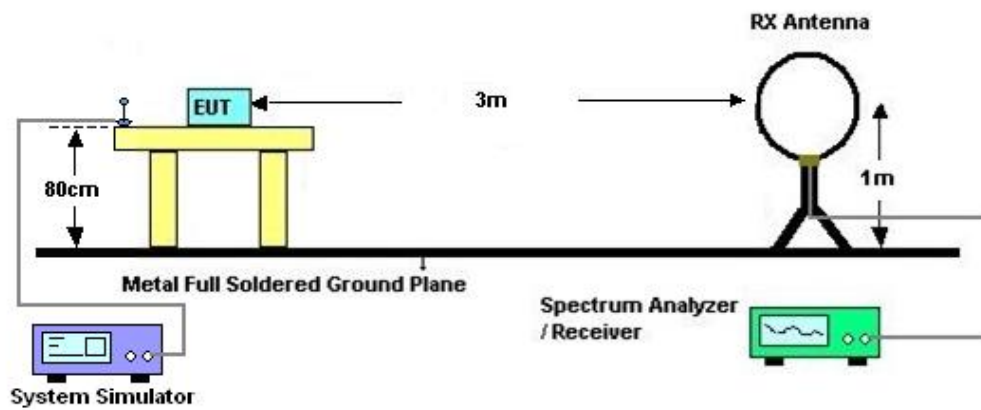 RX Antenna
EUT
3m
80cm
1m
Metal Full Soldered Ground Plane
Spectrum Analyzer
/ Receiver
System Simulator